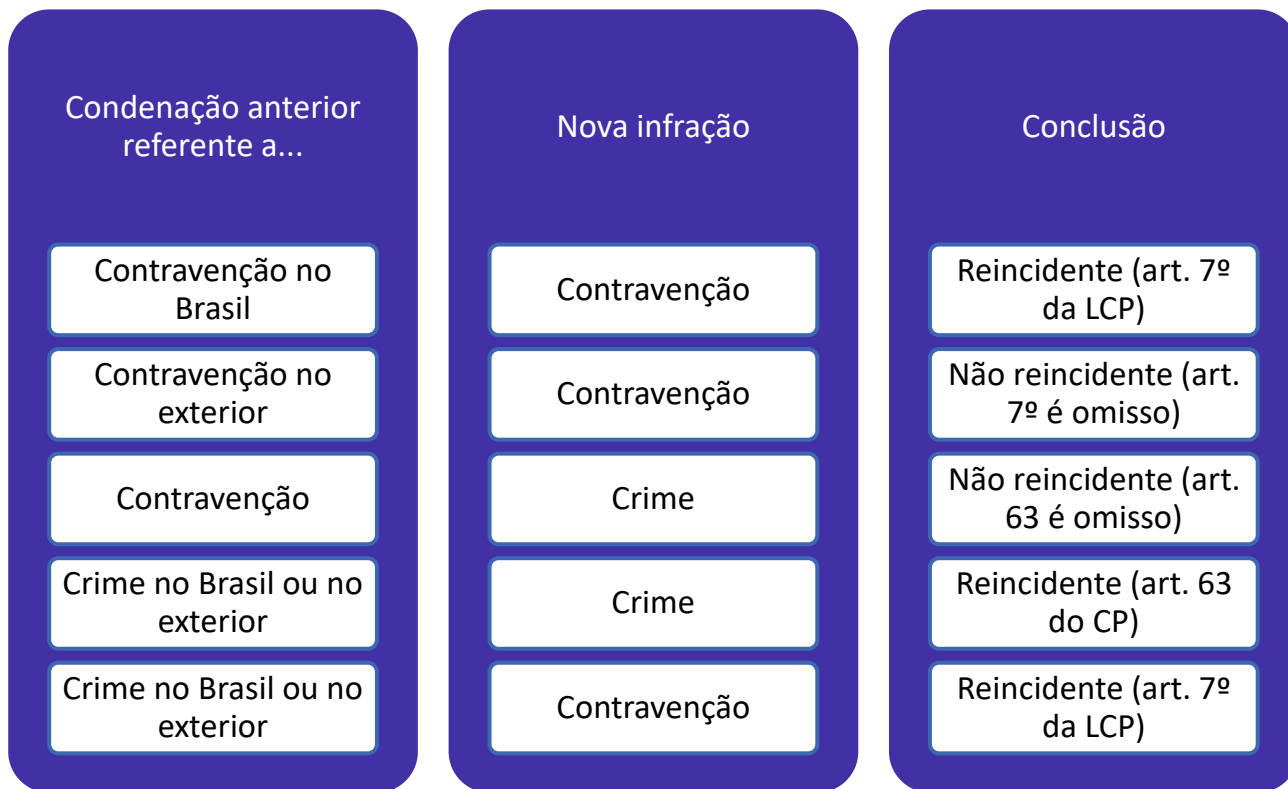 Condenação anterior
referente a...
Nova infração
Conclusão
Contravenção no
Brasil
Contravenção
Reincidente (art. 7º
da LCP)
Contravenção no
exterior
Contravenção
Não reincidente (art.
7º é omisso)
Contravenção
Crime
Não reincidente (art.
63 é omisso)
Crime no Brasil ou no
exterior
Crime
Reincidente (art. 63
do CP)
Crime no Brasil ou no
exterior
Contravenção
Reincidente (art. 7º
da LCP)